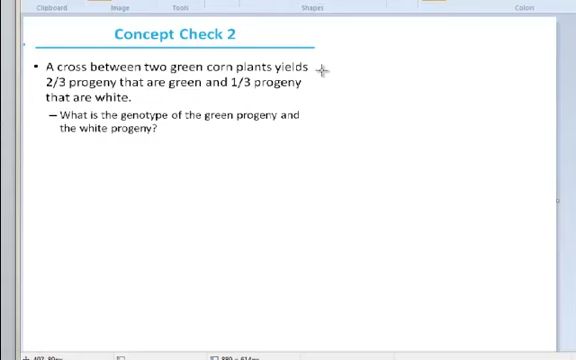 Clipboard Image Tools Shapes Colors
Concept Check 2
• A cross between two green corn plants yields
2/3 progeny that are green and 1/3 progeny
that are white.
– What is the genotype of the green progeny and
the white progeny?